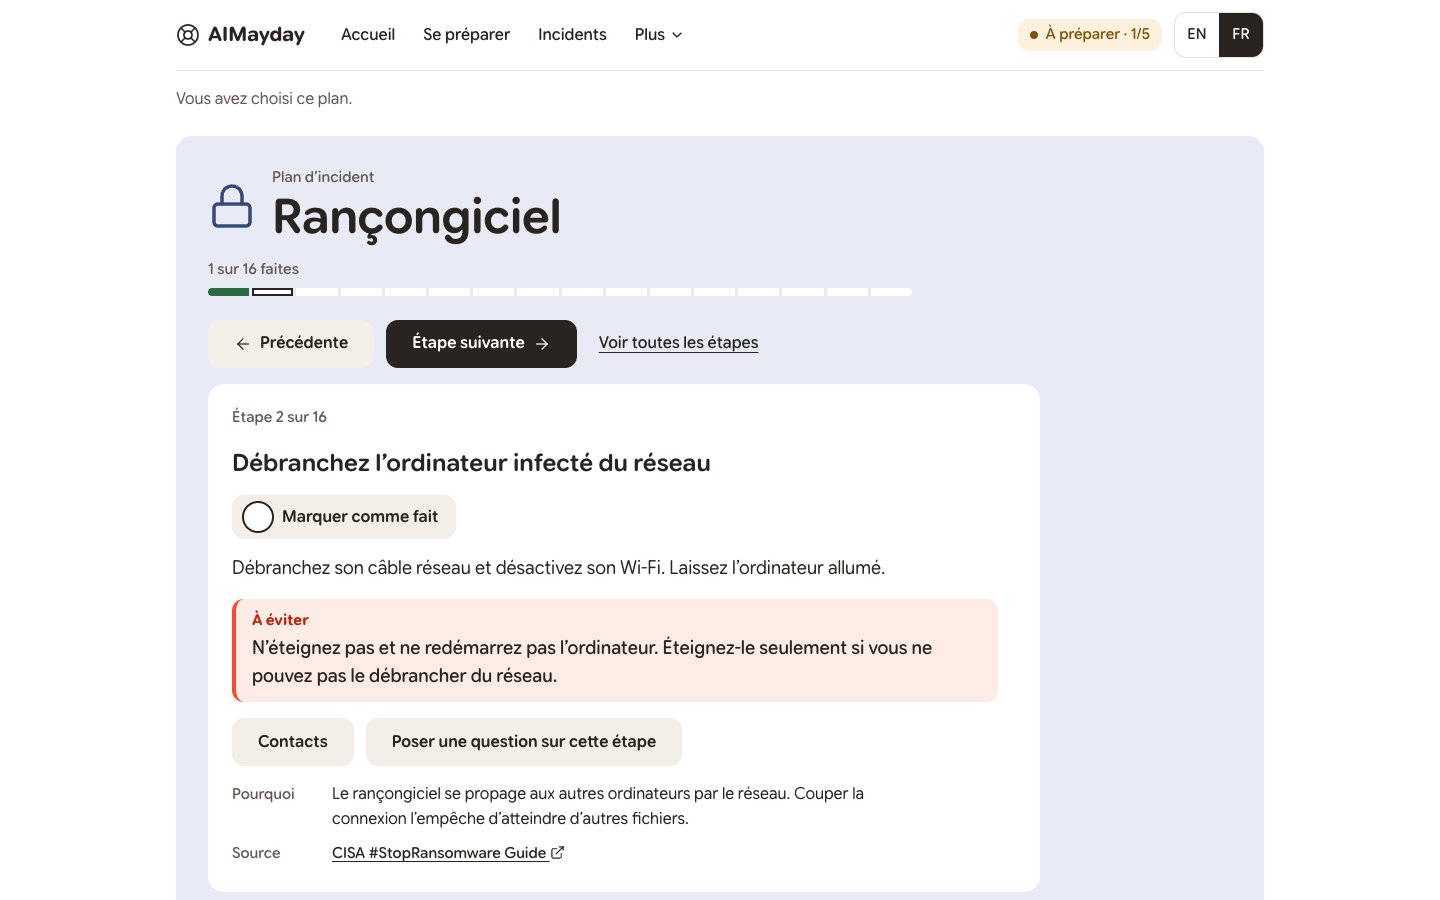 AIMayday
Accueil
Se préparer
Incidents
Plus
À préparer · 1/5
EN
FR
Vous avez choisi ce plan.
Plan d’incident
Rançongiciel
1 sur 16 faites
Précédente
Étape suivante
Voir toutes les étapes
Étape 2 sur 16
Débranchez l’ordinateur infecté du réseau
Marquer comme fait
Débranchez son câble réseau et désactivez son Wi-Fi. Laissez l’ordinateur allumé.
À éviter
N’éteignez pas et ne redémarrez pas l’ordinateur. Éteignez-le seulement si vous ne
pouvez pas le débrancher du réseau.
Contacts
Poser une question sur cette étape
Pourquoi
Le rançongiciel se propage aux autres ordinateurs par le réseau. Couper la
connexion l’empêche d’atteindre d’autres fichiers.
Source
CISA #StopRansomware Guide